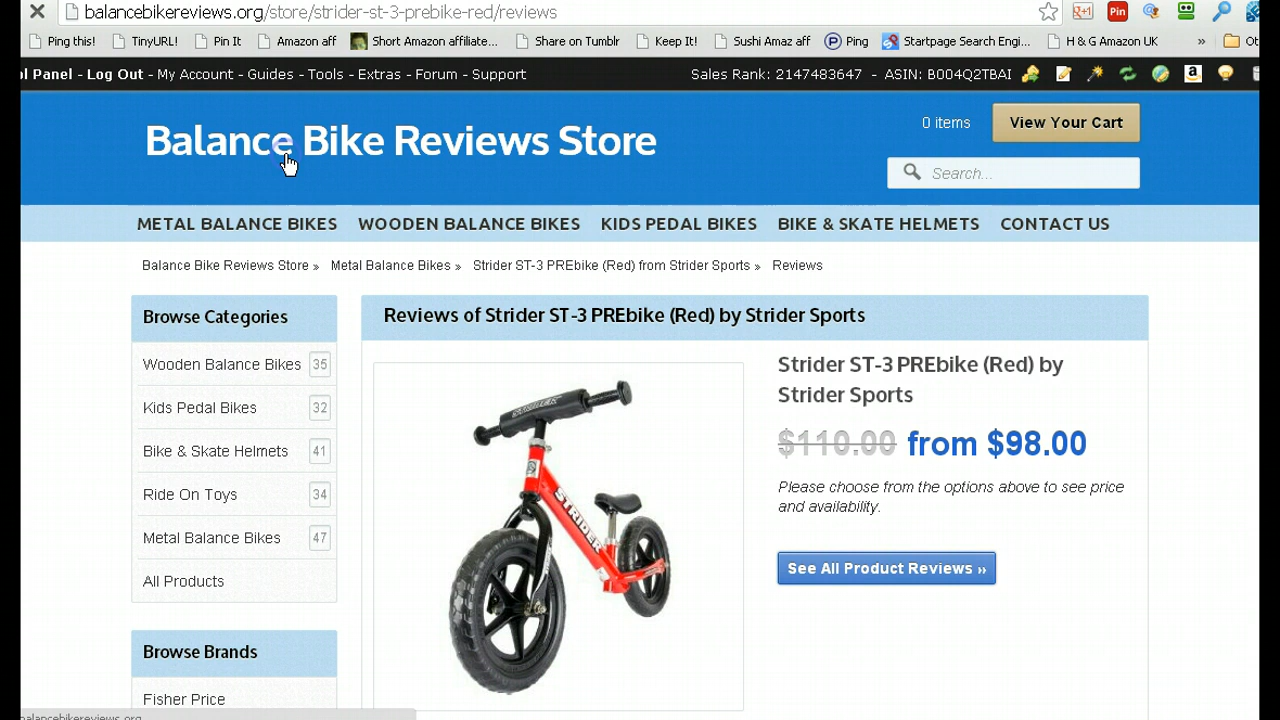 balancebikereviews.org/store/strider-st-3-prebike-red/reviews
Pin
Ping this! TinyURL! Pin It Amazon aff Short Amazon affiliate... Share on Tumblr Keep It! Sushi Amaz aff Ping Startpage Search Engi... H & G Amazon UK » Ot
ol Panel - Log Out - My Account - Guides - Tools - Extras - Forum - Support Sales Rank: 2147483647 - ASIN: B004Q2TBAI
Balance Bike Reviews Store
0 items View Your Cart
Search...
METAL BALANCE BIKES WOODEN BALANCE BIKES KIDS PEDAL BIKES BIKE & SKATE HELMETS CONTACT US
Balance Bike Reviews Store » Metal Balance Bikes » Strider ST-3 PREbike (Red) from Strider Sports » Reviews
Browse Categories
Wooden Balance Bikes 35
Kids Pedal Bikes 32
Bike & Skate Helmets 41
Ride On Toys 34
Metal Balance Bikes 47
All Products
Browse Brands
Fisher Price
Reviews of Strider ST-3 PREbike (Red) by Strider Sports
STRIDER
STRIDER
Strider ST-3 PREbike (Red) by
Strider Sports
$110.00 from $98.00
Please choose from the options above to see price
and availability.
See All Product Reviews »
balancebikereviews.org